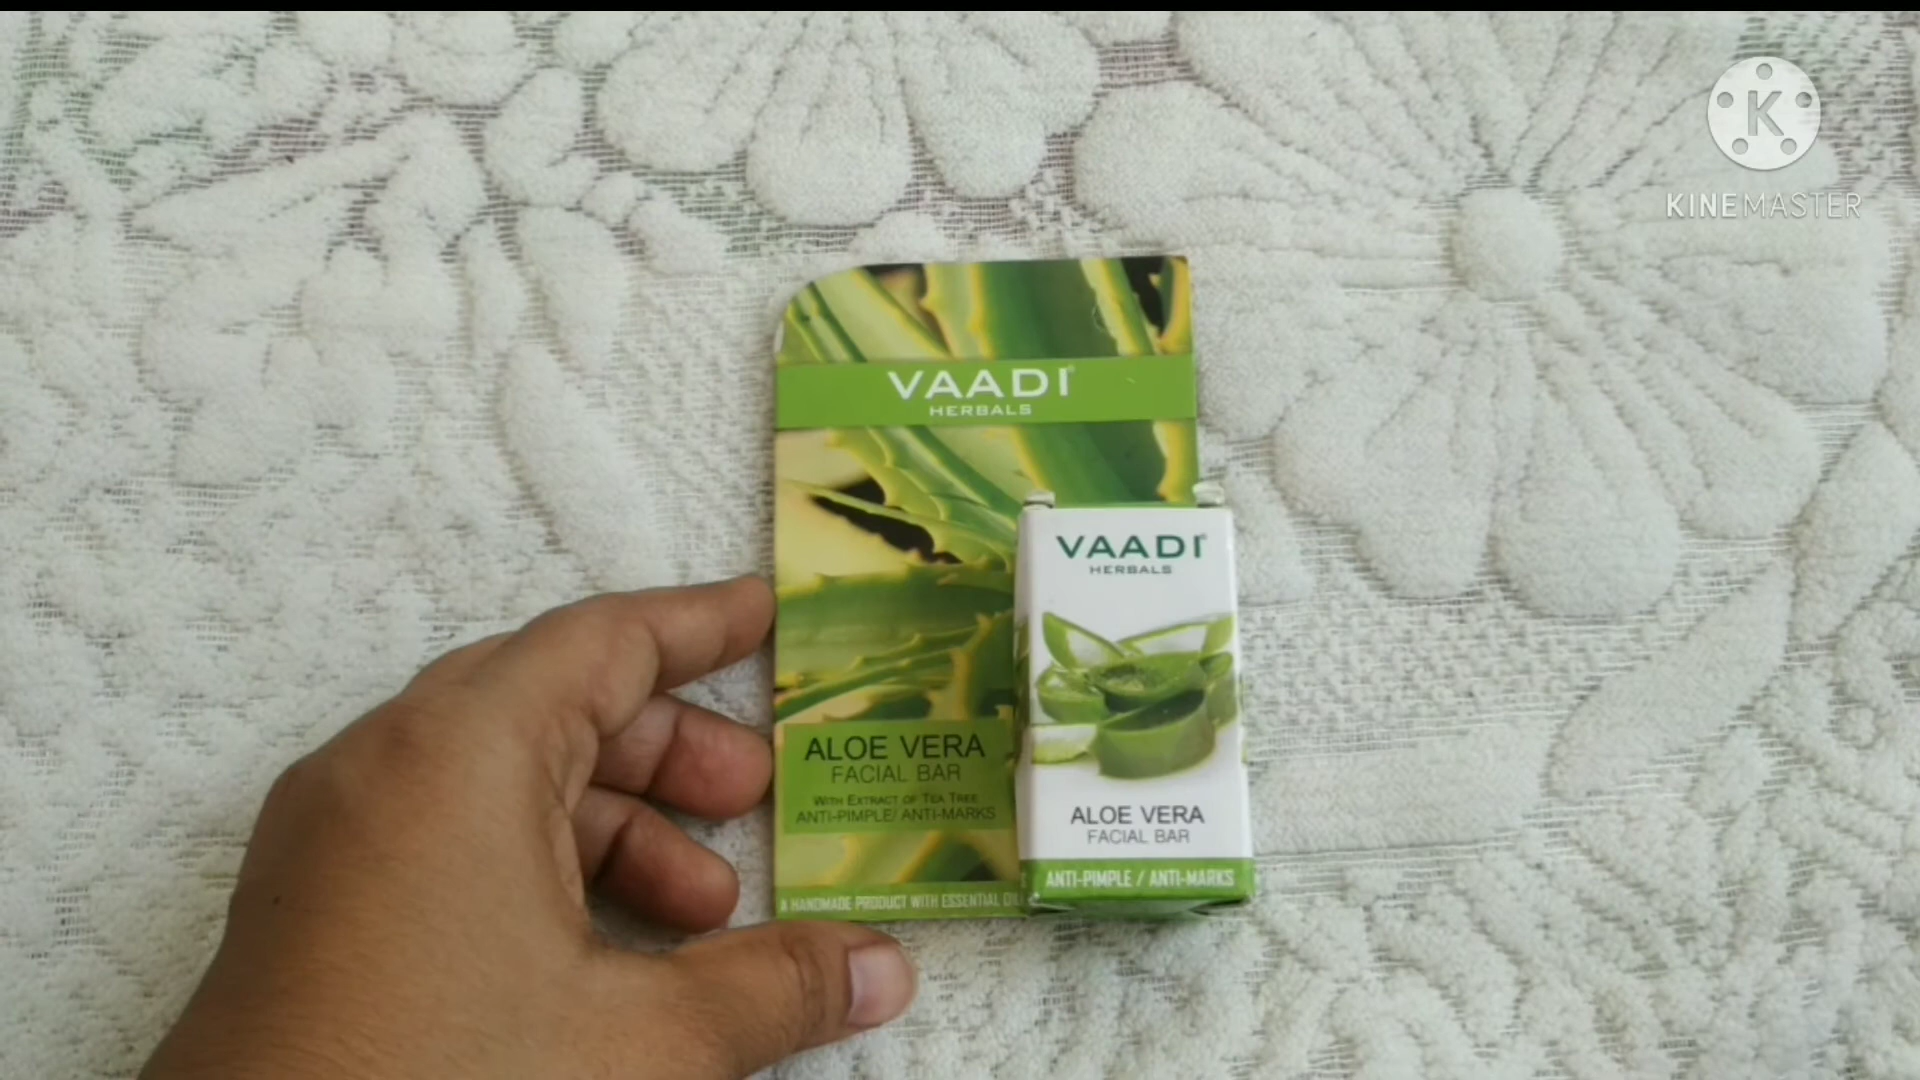 K
KINEMASTER
VAADI®
HERBALS
ALOE VERA
FACIAL BAR
WITH EXTRACT OF TEA TREE
ANTI-PIMPLE/ ANTI-MARKS
A HANDMADE PRODUCT WITH ESSENTIAL
VAADI®
HERBALS
ALOE VERA
FACIAL BAR
ANTI-PIMPLE / ANTI-MARKS